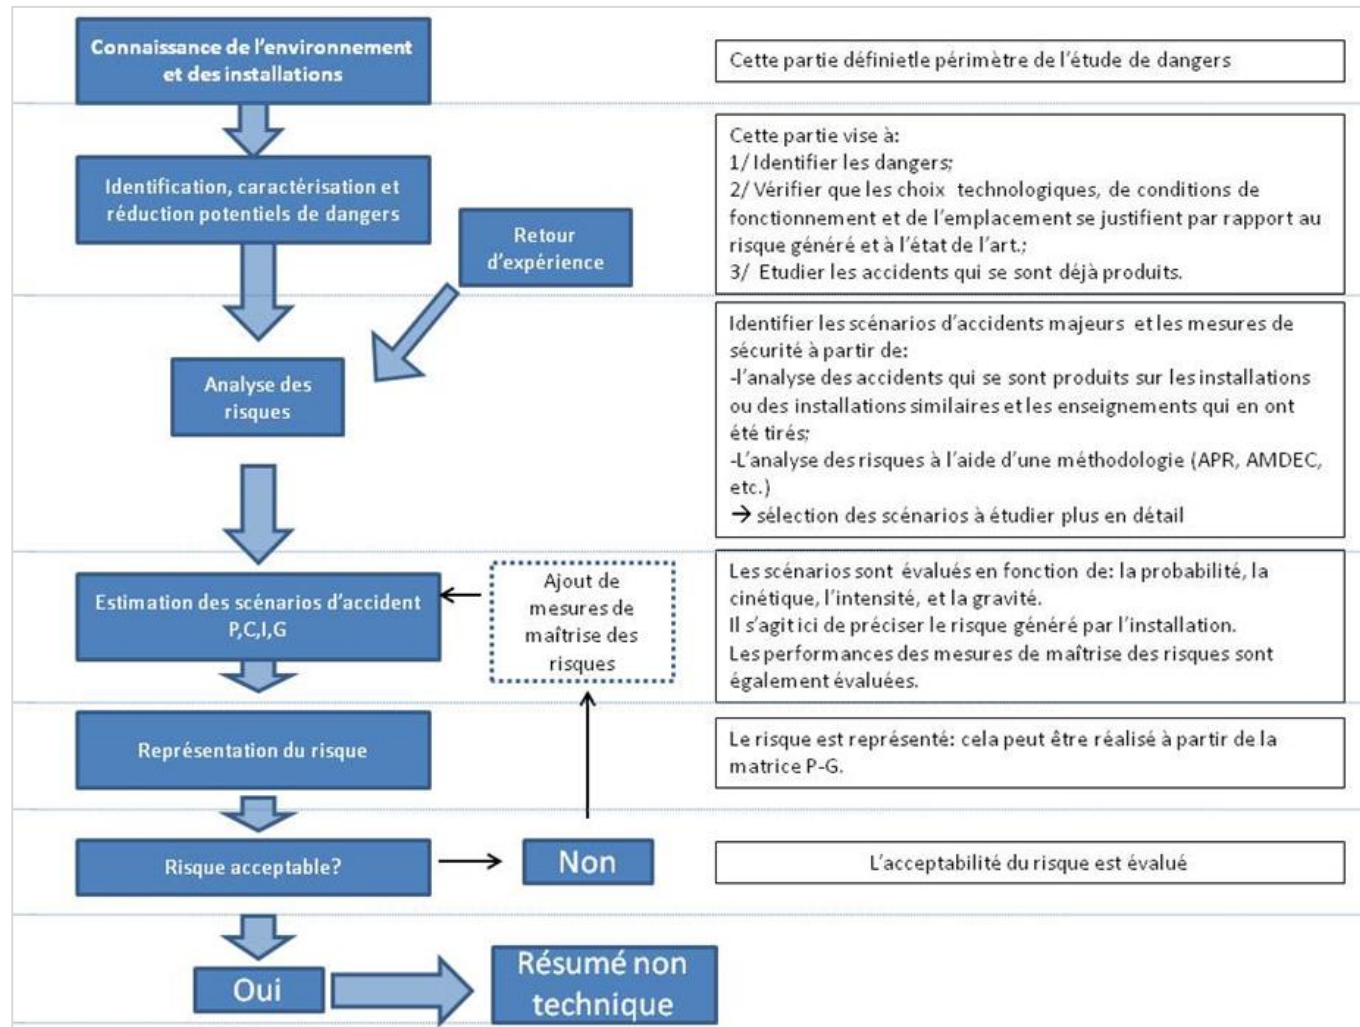 Connaissance de l'environnement
et des installations
Cette partie définietle périmètre de l'étude de dangers
Identification, caractérisation et
réduction potentiels de dangers
Retour
d'expérience
Cette partie vise à:
1/ Identifier les dangers;
2/ Vérifier que les choix technologiques, de conditions de
fonctionnement et de l'emplacement se justifient par rapport au
risque généré et à l'état de l'art.;
3/ Etudier les accidents qui se sont déjà produits.
Analyse des
risques
Identifier les scénarios d'accidents majeurs et les mesures de
sécurité à partir de:
-l'analyse des accidents qui se sont produits sur les installations
ou des installations similaires et les enseignements qui en ont
été tirés;
-L'analyse des risques à l'aide d'une méthodologie (APR, AMDEC,
etc.)
→ sélection des scénarios à étudier plus en détail
Estimation des scénarios d'accident
P,C,I,G
Ajout de
mesures de
maîtrise des
risques
Les scénarios sont évalués en fonction de: la probabilité, la
cinétique, l'intensité, et la gravité.
Il s'agit ici de préciser le risque généré par l'installation.
Les performances des mesures de maîtrise des risques sont
également évaluées.
Représentation du risque
Le risque est représenté: cela peut être réalisé à partir de la
matrice P-G.
Risque acceptable?
Non
L'acceptabilité du risque est évalué
Oui
Résumé non
technique